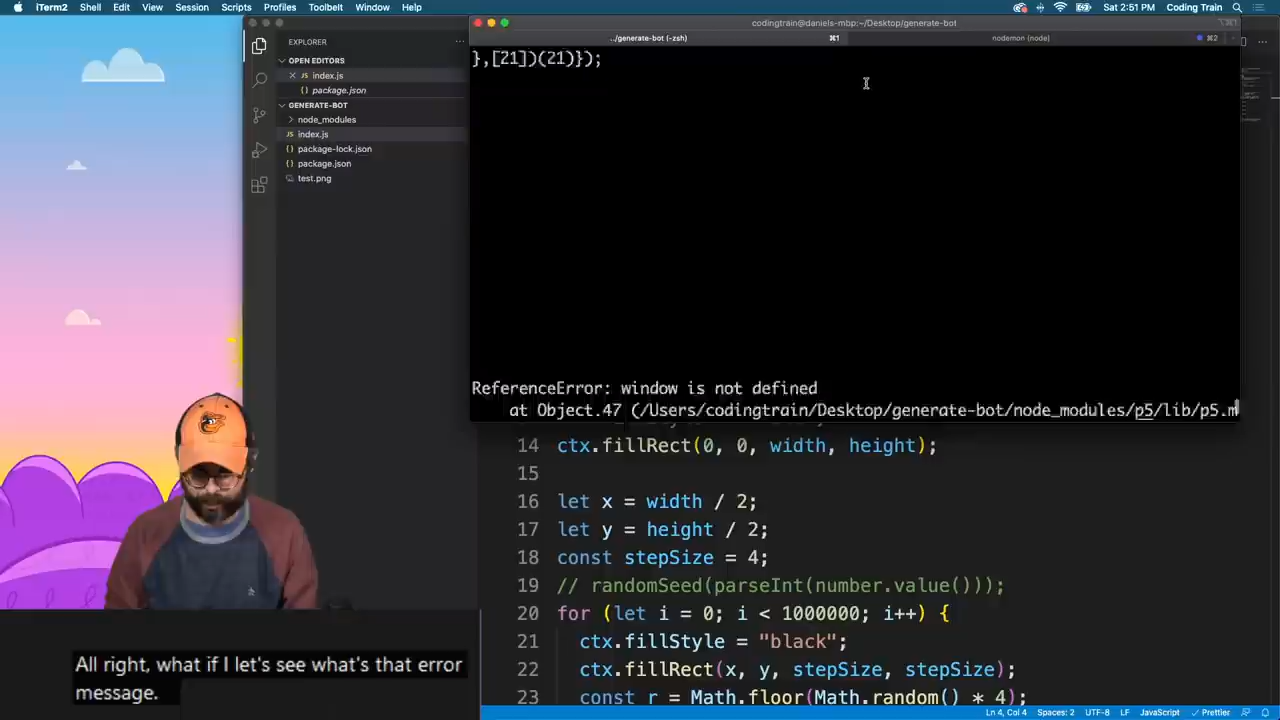 iTerm2 Shell Edit View Session Scripts Profiles Toolbelt Window Help Sat 2:51 PM Coding Train
codingtrain@daniels-mbp:~/Desktop/generate-bot
../generate-bot (-zsh) ⌘1 nodemon (node) ⌘2
EXPLORER
OPEN EDITORS
JS index.js
{} package.json
GENERATE-BOT
node_modules
JS index.js
{} package-lock.json
{} package.json
test.png
},[21])(21)});
ReferenceError: window is not defined
at Object.47 (/Users/codingtrain/Desktop/generate-bot/node_modules/p5/lib/p5.m
14 ctx.fillRect(0, 0, width, height);
15
16 let x = width / 2;
17 let y = height / 2;
18 const stepSize = 4;
19 // randomSeed(parseInt(number.value()));
20 for (let i = 0; i < 1000000; i++) {
21 ctx.fillStyle = "black";
22 ctx.fillRect(x, y, stepSize, stepSize);
23 const r = Math.floor(Math.random() * 4);
All right, what if I let's see what's that error
message.
Ln 4, Col 4 Spaces: 2 UTF-8 LF JavaScript Prettier